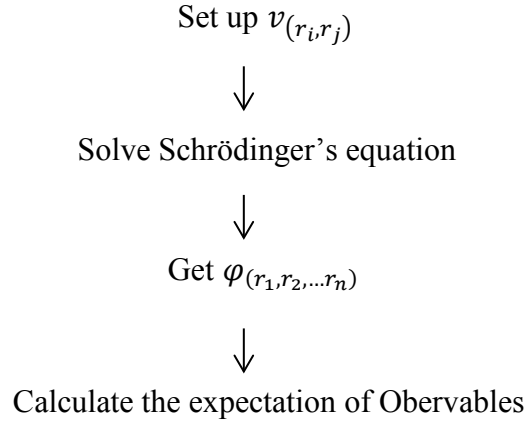 Set up 𝑣₍𝑟ᵢ,𝑟ⱼ₎
Solve Schrödinger’s equation
Get 𝜑₍𝑟₁,𝑟₂,…𝑟ₙ₎
Calculate the expectation of Obervables